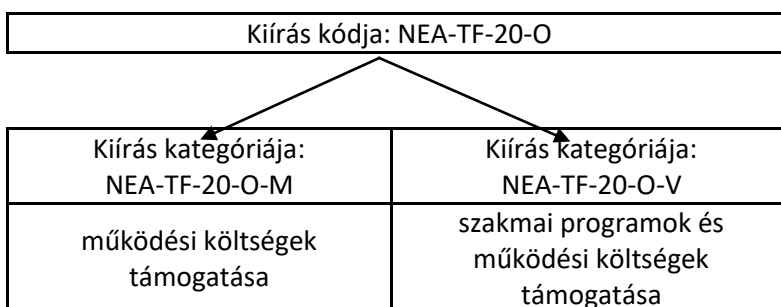 Kiírás kódja: NEA-TF-20-O
Kiírás kategóriája:
NEA-TF-20-O-M
működési költségek
támogatása
Kiírás kategóriája:
NEA-TF-20-O-V
szakmai programok és
működési költségek
támogatása